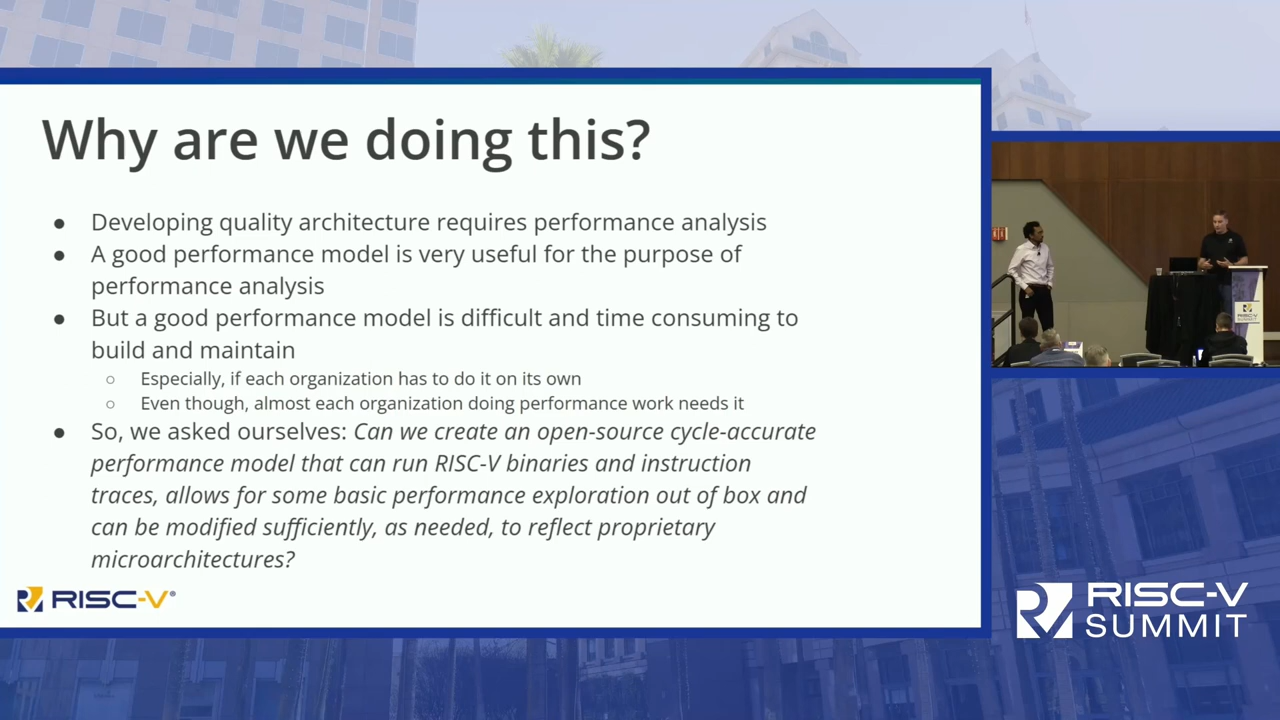 Why are we doing this?
● Developing quality architecture requires performance analysis
● A good performance model is very useful for the purpose of
performance analysis
● But a good performance model is difficult and time consuming to
build and maintain
○ Especially, if each organization has to do it on its own
○ Even though, almost each organization doing performance work needs it
● So, we asked ourselves: Can we create an open-source cycle-accurate
performance model that can run RISC-V binaries and instruction
traces, allows for some basic performance exploration out of box and
can be modified sufficiently, as needed, to reflect proprietary
microarchitectures?
RISC-V®
RISC-V
SUMMIT
RISC-V
SUMMIT